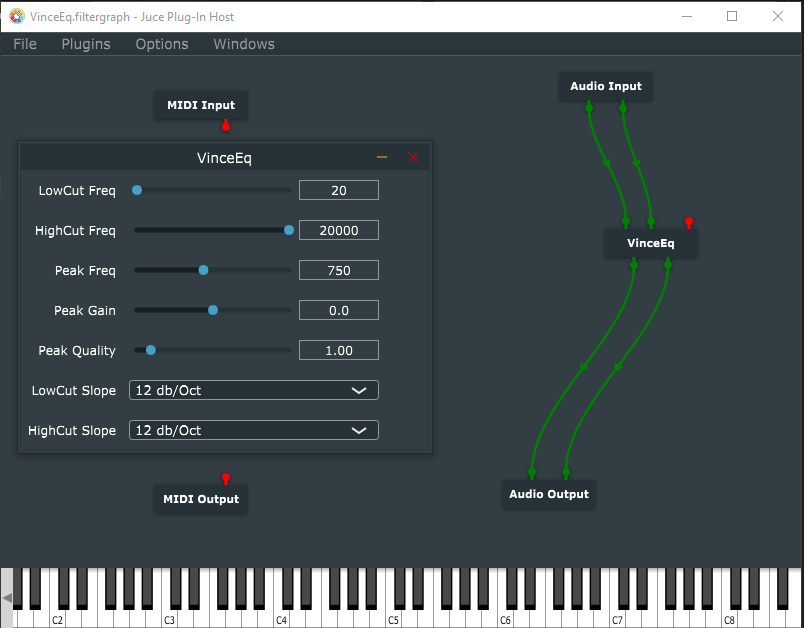 VinceEq.filtergraph - Juce Plug-In Host
File Plugins Options Windows
MIDI Input
Audio Input
VinceEq
LowCut Freq 20
HighCut Freq 20000
Peak Freq 750
Peak Gain 0.0
Peak Quality 1.00
LowCut Slope 12 db/Oct
HighCut Slope 12 db/Oct
VinceEq
MIDI Output
Audio Output
C2 C3 C4 C5 C6 C7 C8